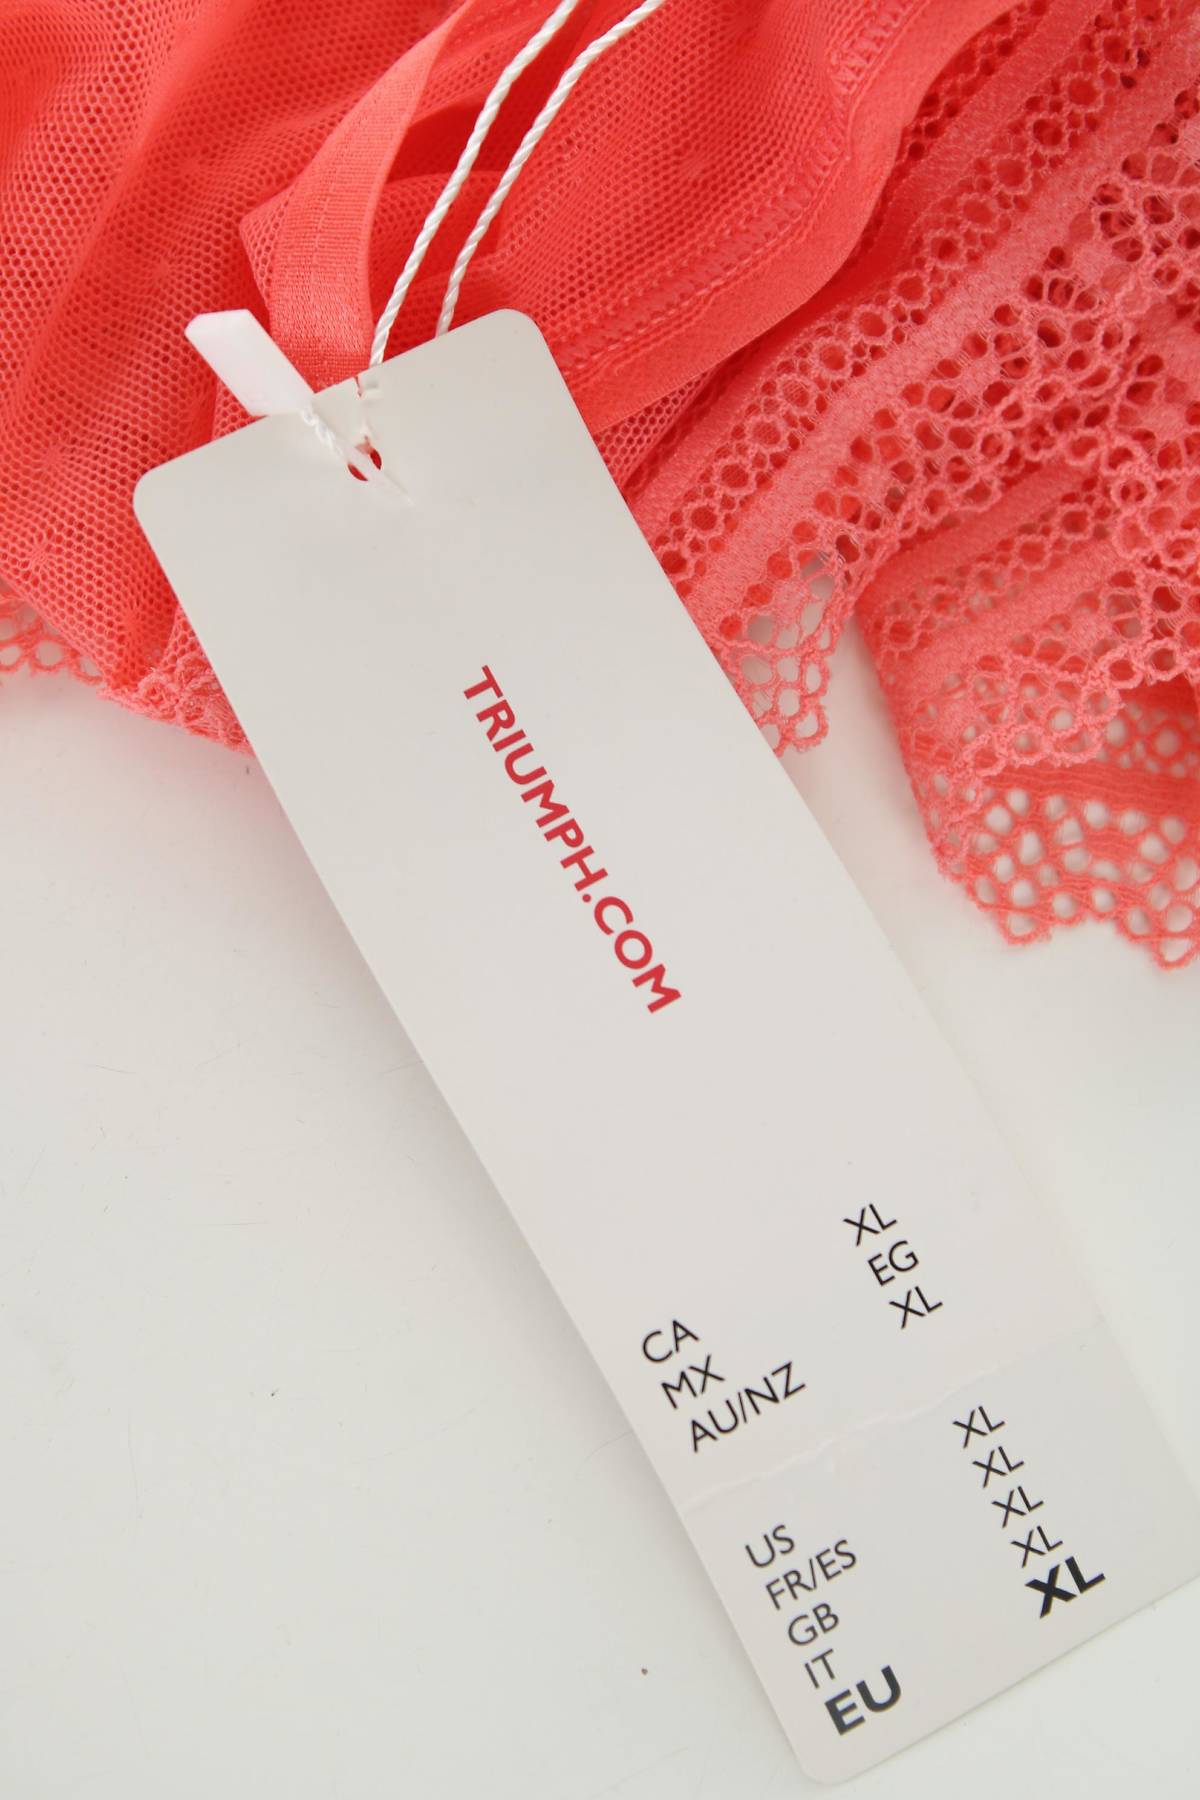 TRIUMPH.COM
CA XL
MX EG
AU/NZ XL
US XL
FR/ES XL
GB XL
IT XL
EU XL